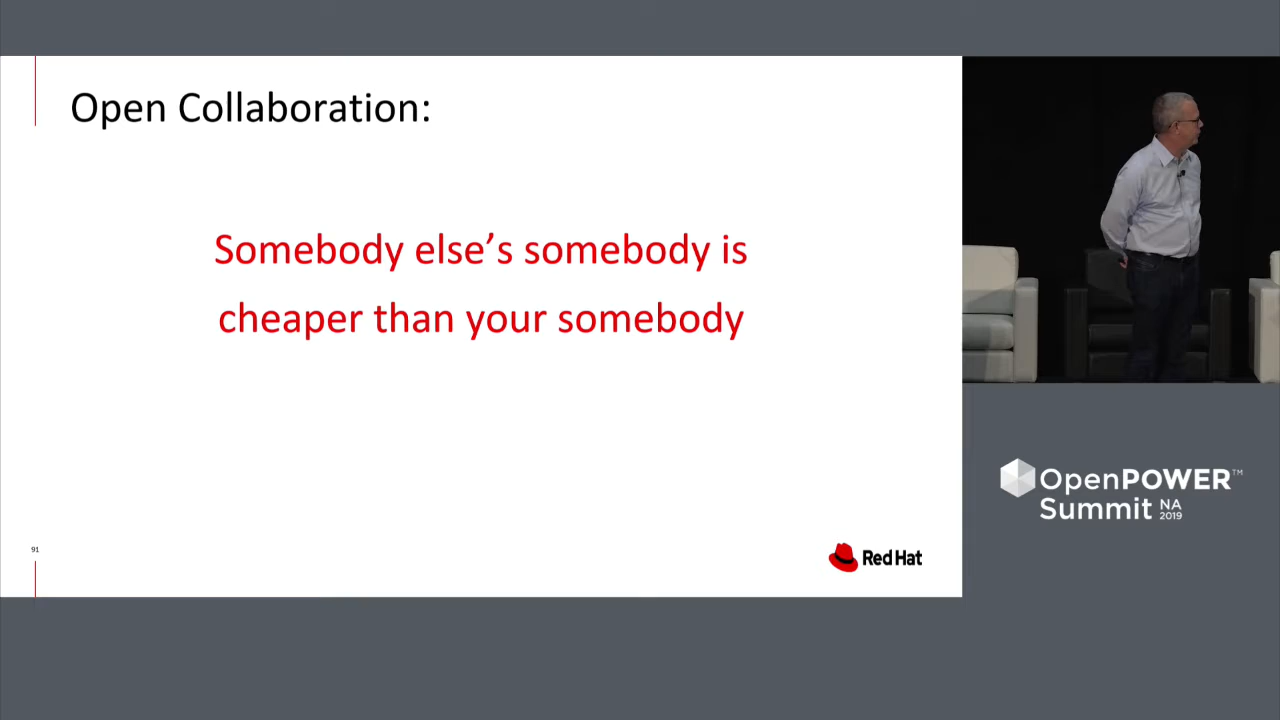 Open Collaboration:
Somebody else’s somebody is
cheaper than your somebody
91
Red Hat
OpenPOWER™
Summit NA
2019